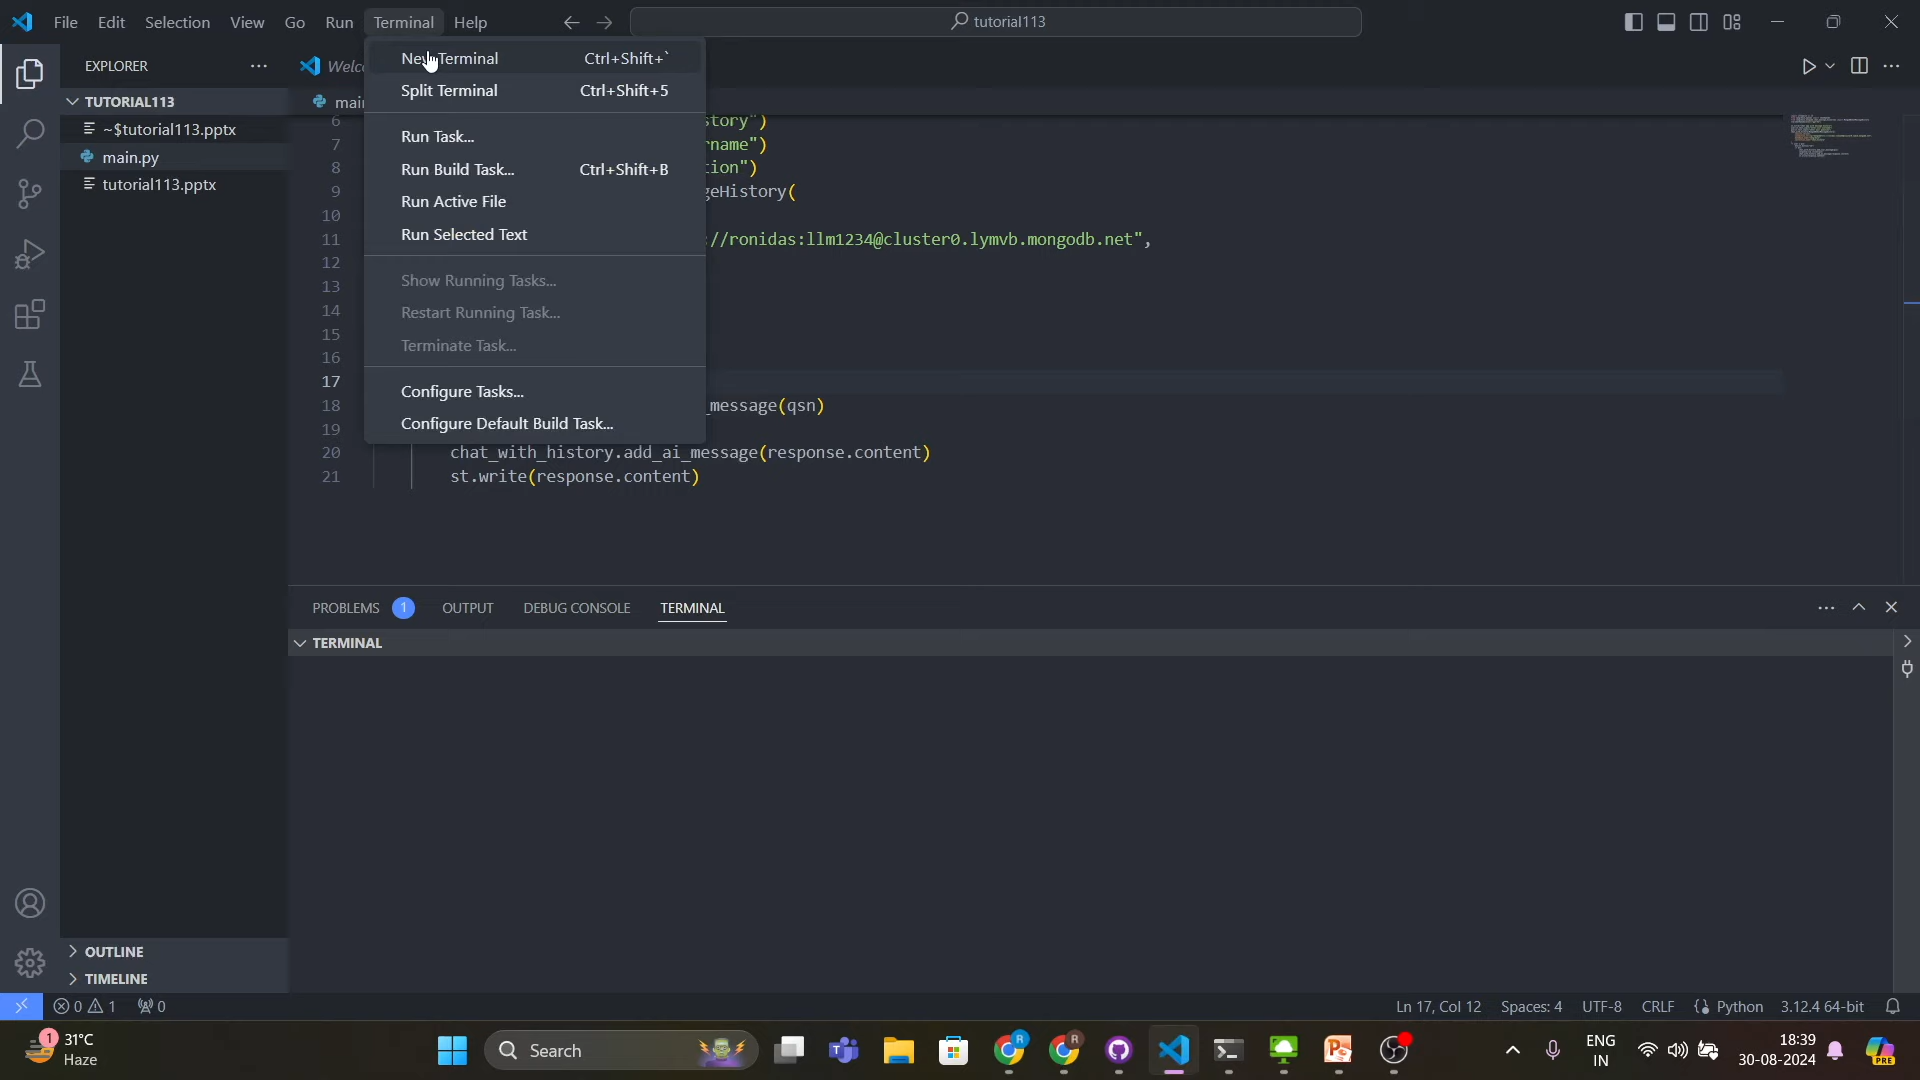 File Edit Selection View Go Run Terminal Help
tutorial113
EXPLORER
TUTORIAL113
~$tutorial113.pptx
main.py
tutorial113.pptx
OUTLINE
TIMELINE
New Terminal Ctrl+Shift+`
Split Terminal Ctrl+Shift+5
Run Task...
Run Build Task... Ctrl+Shift+B
Run Active File
Run Selected Text
Show Running Tasks...
Restart Running Task...
Terminate Task...
Configure Tasks...
Configure Default Build Task...
Welc
mai
6 story")
7 rname")
8 tion")
9 geHistory(
10
11 ://ronidas:llm1234@cluster0.lymvb.mongodb.net",
12
13
14
15
16
17
18 _message(qsn)
19
20 chat_with_history.add_ai_message(response.content)
21 st.write(response.content)
PROBLEMS 1 OUTPUT DEBUG CONSOLE TERMINAL
TERMINAL
0 1 0 Ln 17, Col 12 Spaces: 4 UTF-8 CRLF Python 3.12.4 64-bit
1
31°C
Haze
Search
R
R
PRE
ENG
IN
18:39
30-08-2024